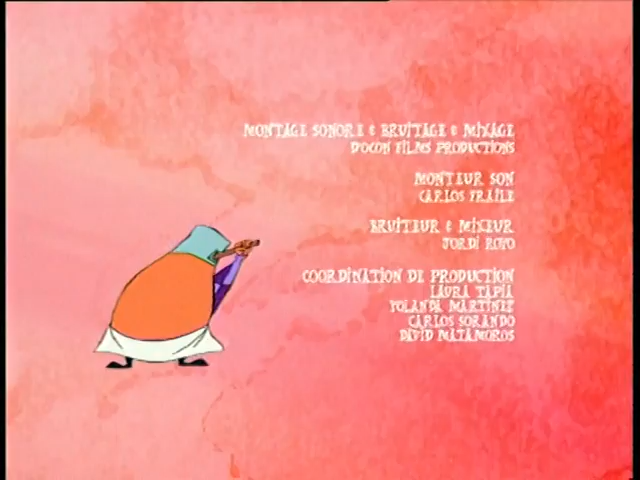 MONTAGE SONORE & BRUITAGE & MIXAGE
D'OCON FILMS PRODUCTIONS
MONTEUR SON
CARLOS FRAILE
BRUITEUR & MIXEUR
JORDI ROYO
COORDINATION DE PRODUCTION
LAURA TAPIA
YOLANDA MARTINEZ
CARLOS SORANDO
DAVID MATAMOROS